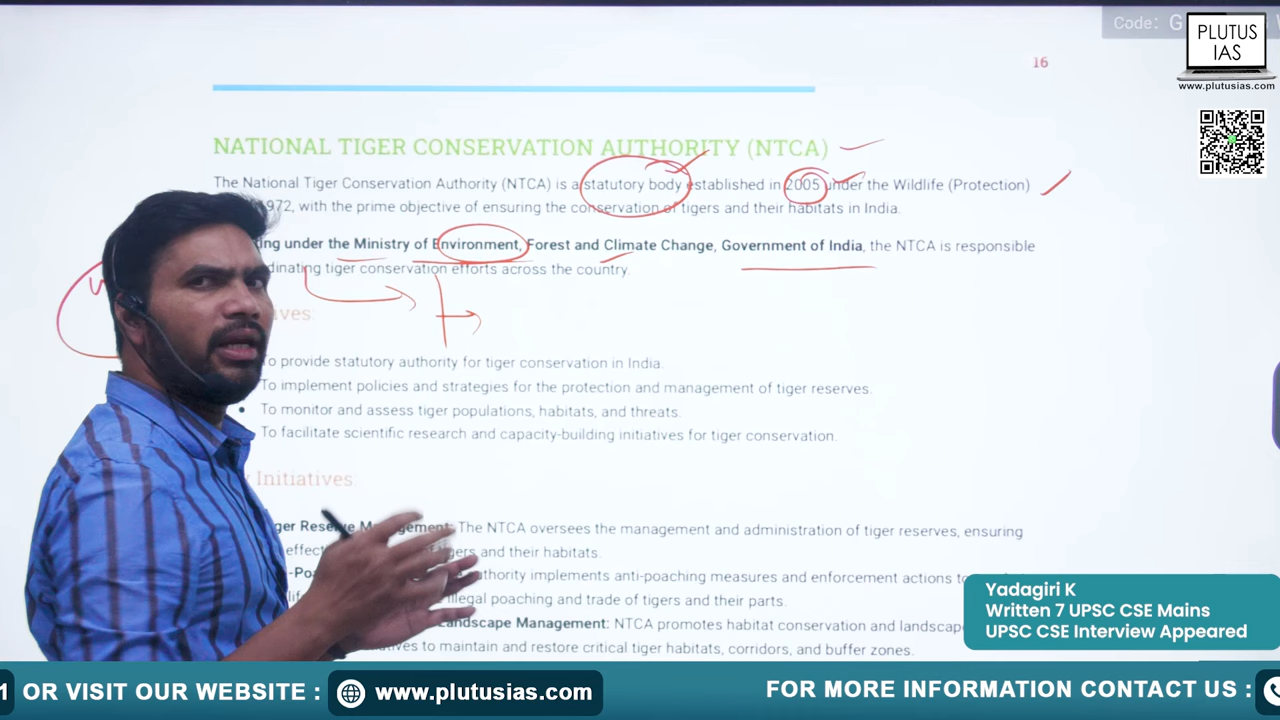 Code: G
PLUTUS
IAS
www.plutusias.com
16
NATIONAL TIGER CONSERVATION AUTHORITY (NTCA)
The National Tiger Conservation Authority (NTCA) is a statutory body established in 2005 under the Wildlife (Protection)
972, with the prime objective of ensuring the conservation of tigers and their habitats in India.
ing under the Ministry of Environment, Forest and Climate Change, Government of India, the NTCA is responsible
dinating tiger conservation efforts across the country.
ves:
To provide statutory authority for tiger conservation in India.
To implement policies and strategies for the protection and management of tiger reserves.
• To monitor and assess tiger populations, habitats, and threats.
To facilitate scientific research and capacity-building initiatives for tiger conservation.
Initiatives:
ger Reserve Management: The NTCA oversees the management and administration of tiger reserves, ensuring
effect gers and their habitats.
-Poa uthority implements anti-poaching measures and enforcement actions to
illegal poaching and trade of tigers and their parts.
Landscape Management: NTCA promotes habitat conservation and landscape
ives to maintain and restore critical tiger habitats, corridors, and buffer zones.
Yadagiri K
Written 7 UPSC CSE Mains
UPSC CSE Interview Appeared
1 OR VISIT OUR WEBSITE : www.plutusias.com FOR MORE INFORMATION CONTACT US :